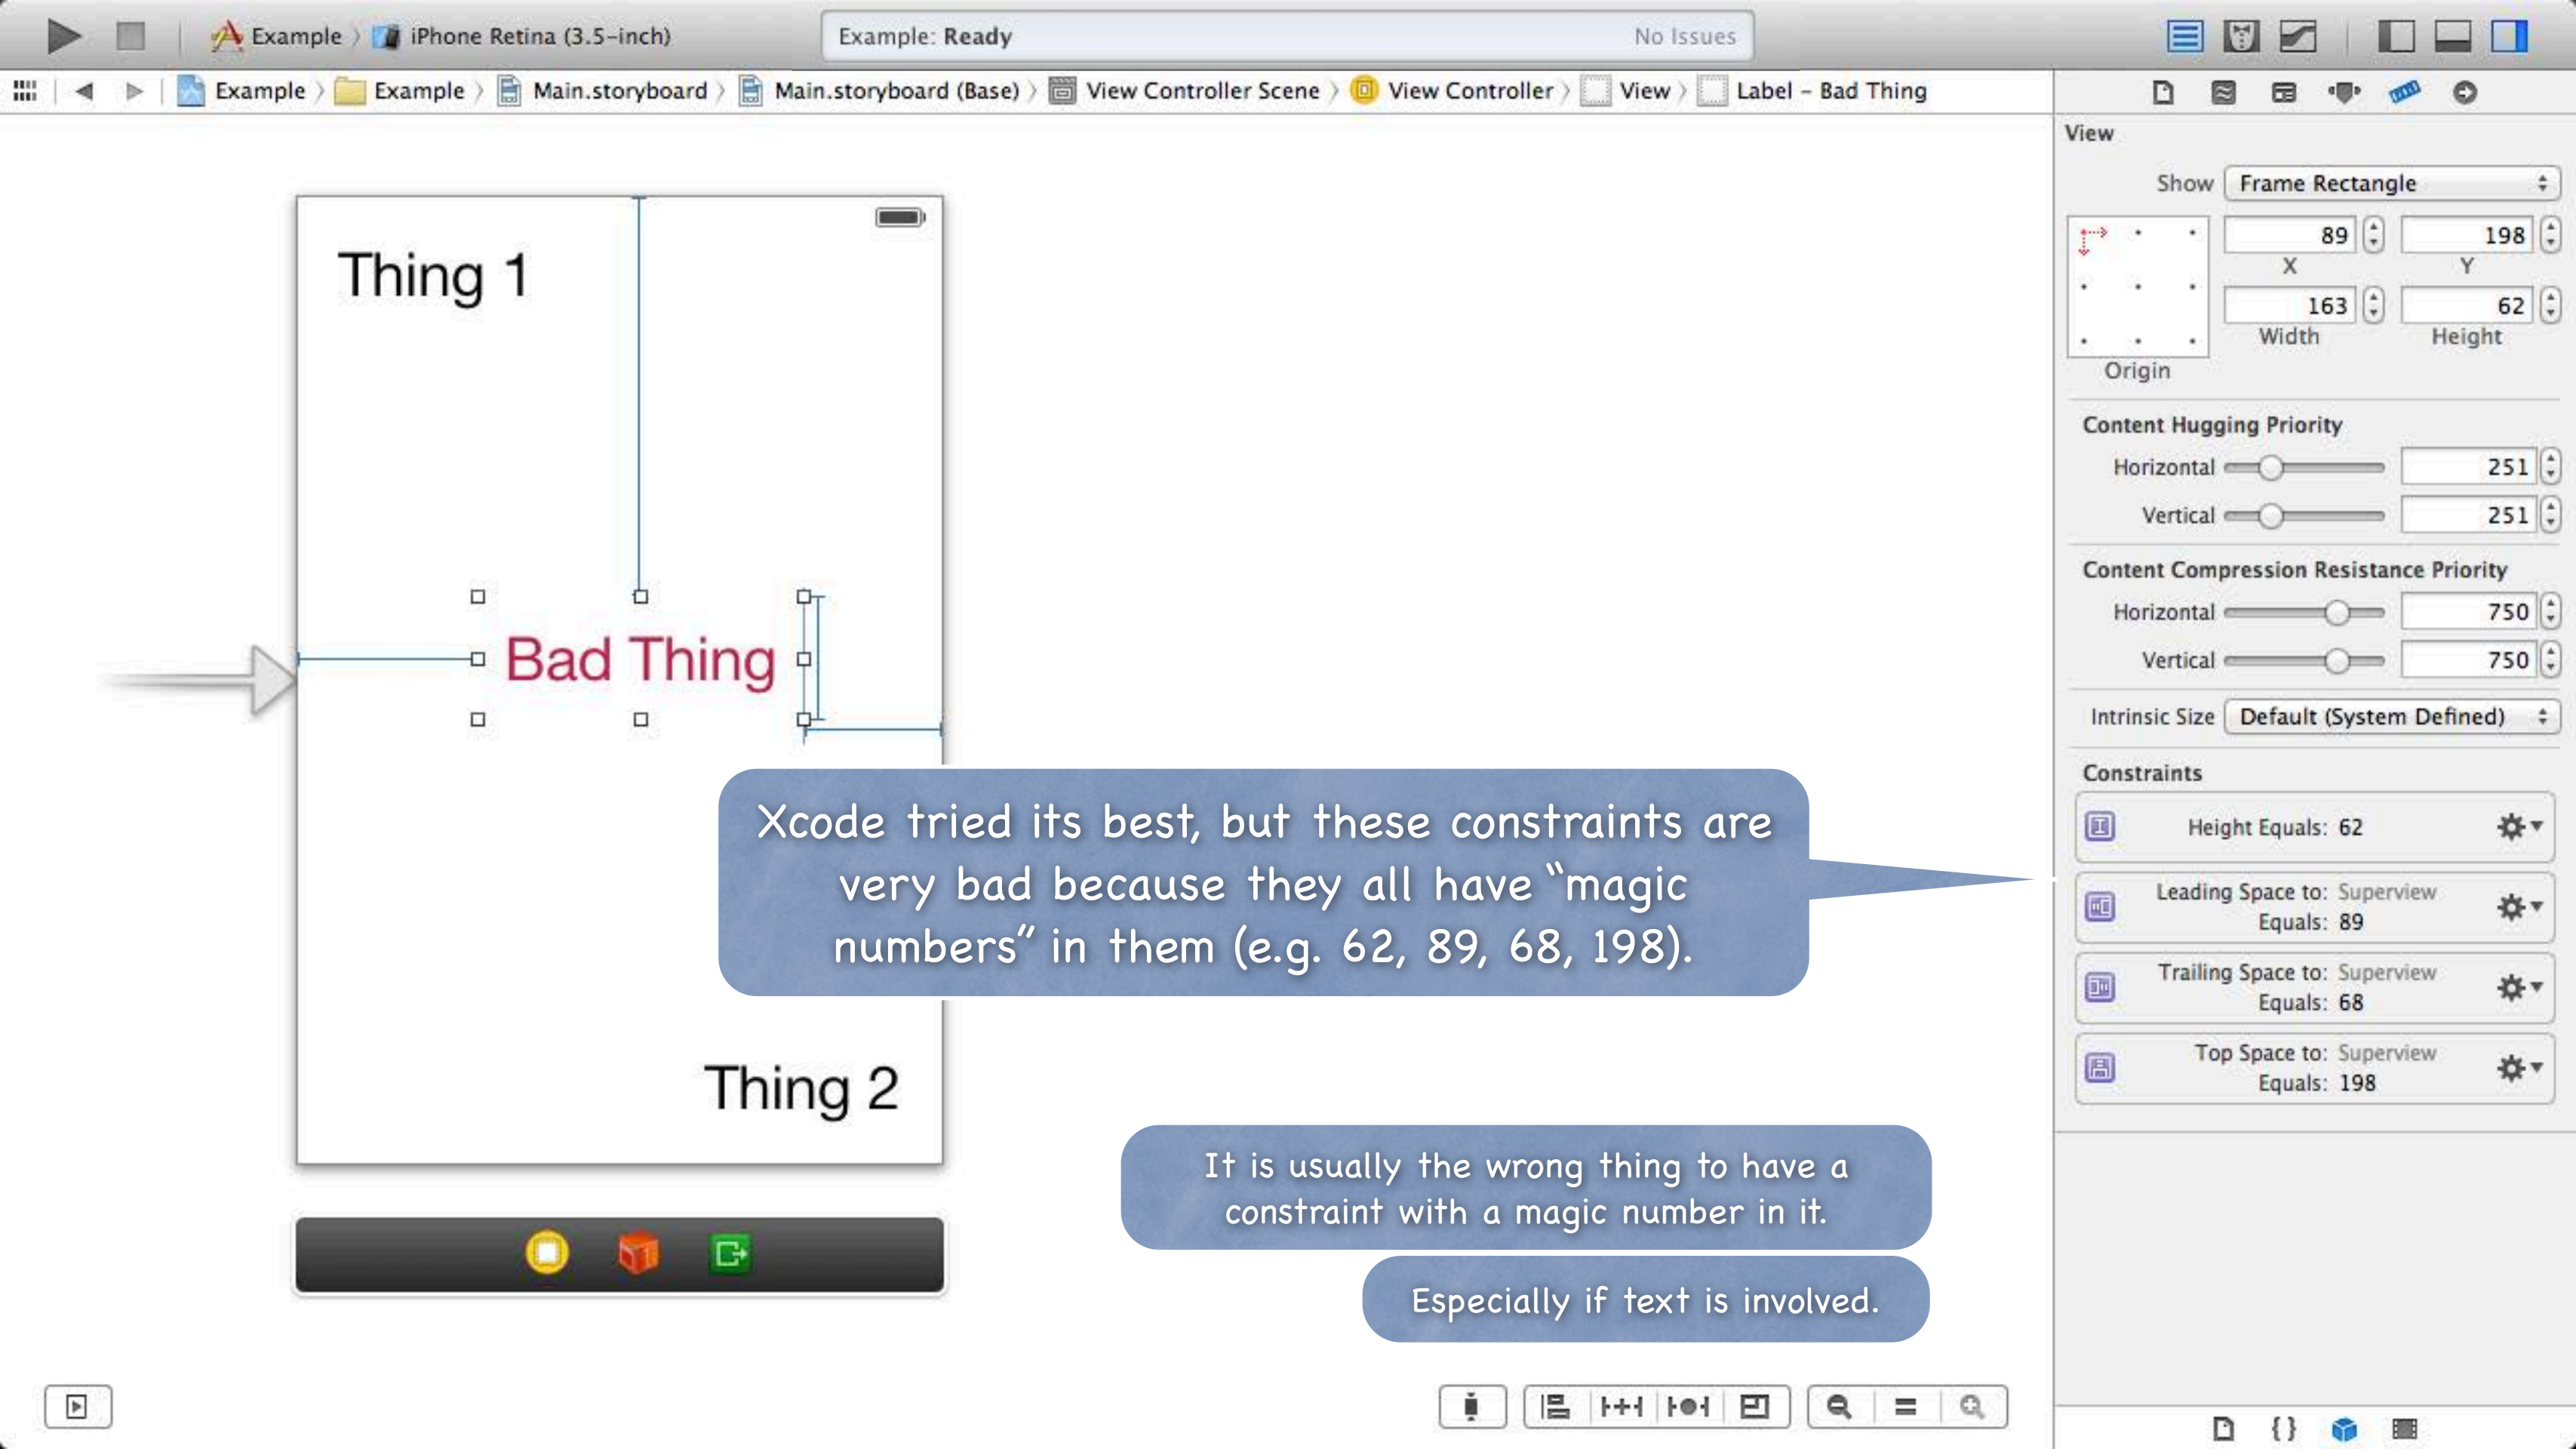 Example 〉 iPhone Retina (3.5-inch)
Example: Ready
No Issues
Example 〉 Example 〉 Main.storyboard 〉 Main.storyboard (Base) 〉 View Controller Scene 〉 View Controller 〉 View 〉 Label – Bad Thing
Thing 1
Bad Thing
Xcode tried its best, but these constraints are
very bad because they all have “magic
numbers” in them (e.g. 62, 89, 68, 198).
Thing 2
It is usually the wrong thing to have a
constraint with a magic number in it.
Especially if text is involved.
View
Show Frame Rectangle
89 198
X Y
163 62
Width Height
Origin
Content Hugging Priority
Horizontal 251
Vertical 251
Content Compression Resistance Priority
Horizontal 750
Vertical 750
Intrinsic Size Default (System Defined)
Constraints
Height Equals: 62
Leading Space to: Superview
Equals: 89
Trailing Space to: Superview
Equals: 68
Top Space to: Superview
Equals: 198